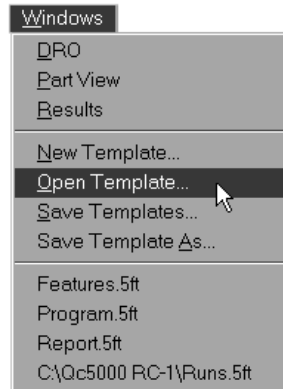 Windows
DRO
Part View
Results
New Template...
Open Template...
Save Templates...
Save Template As...
Features.5ft
Program.5ft
Report.5ft
C:\Qc5000 RC-1\Runs.5ft